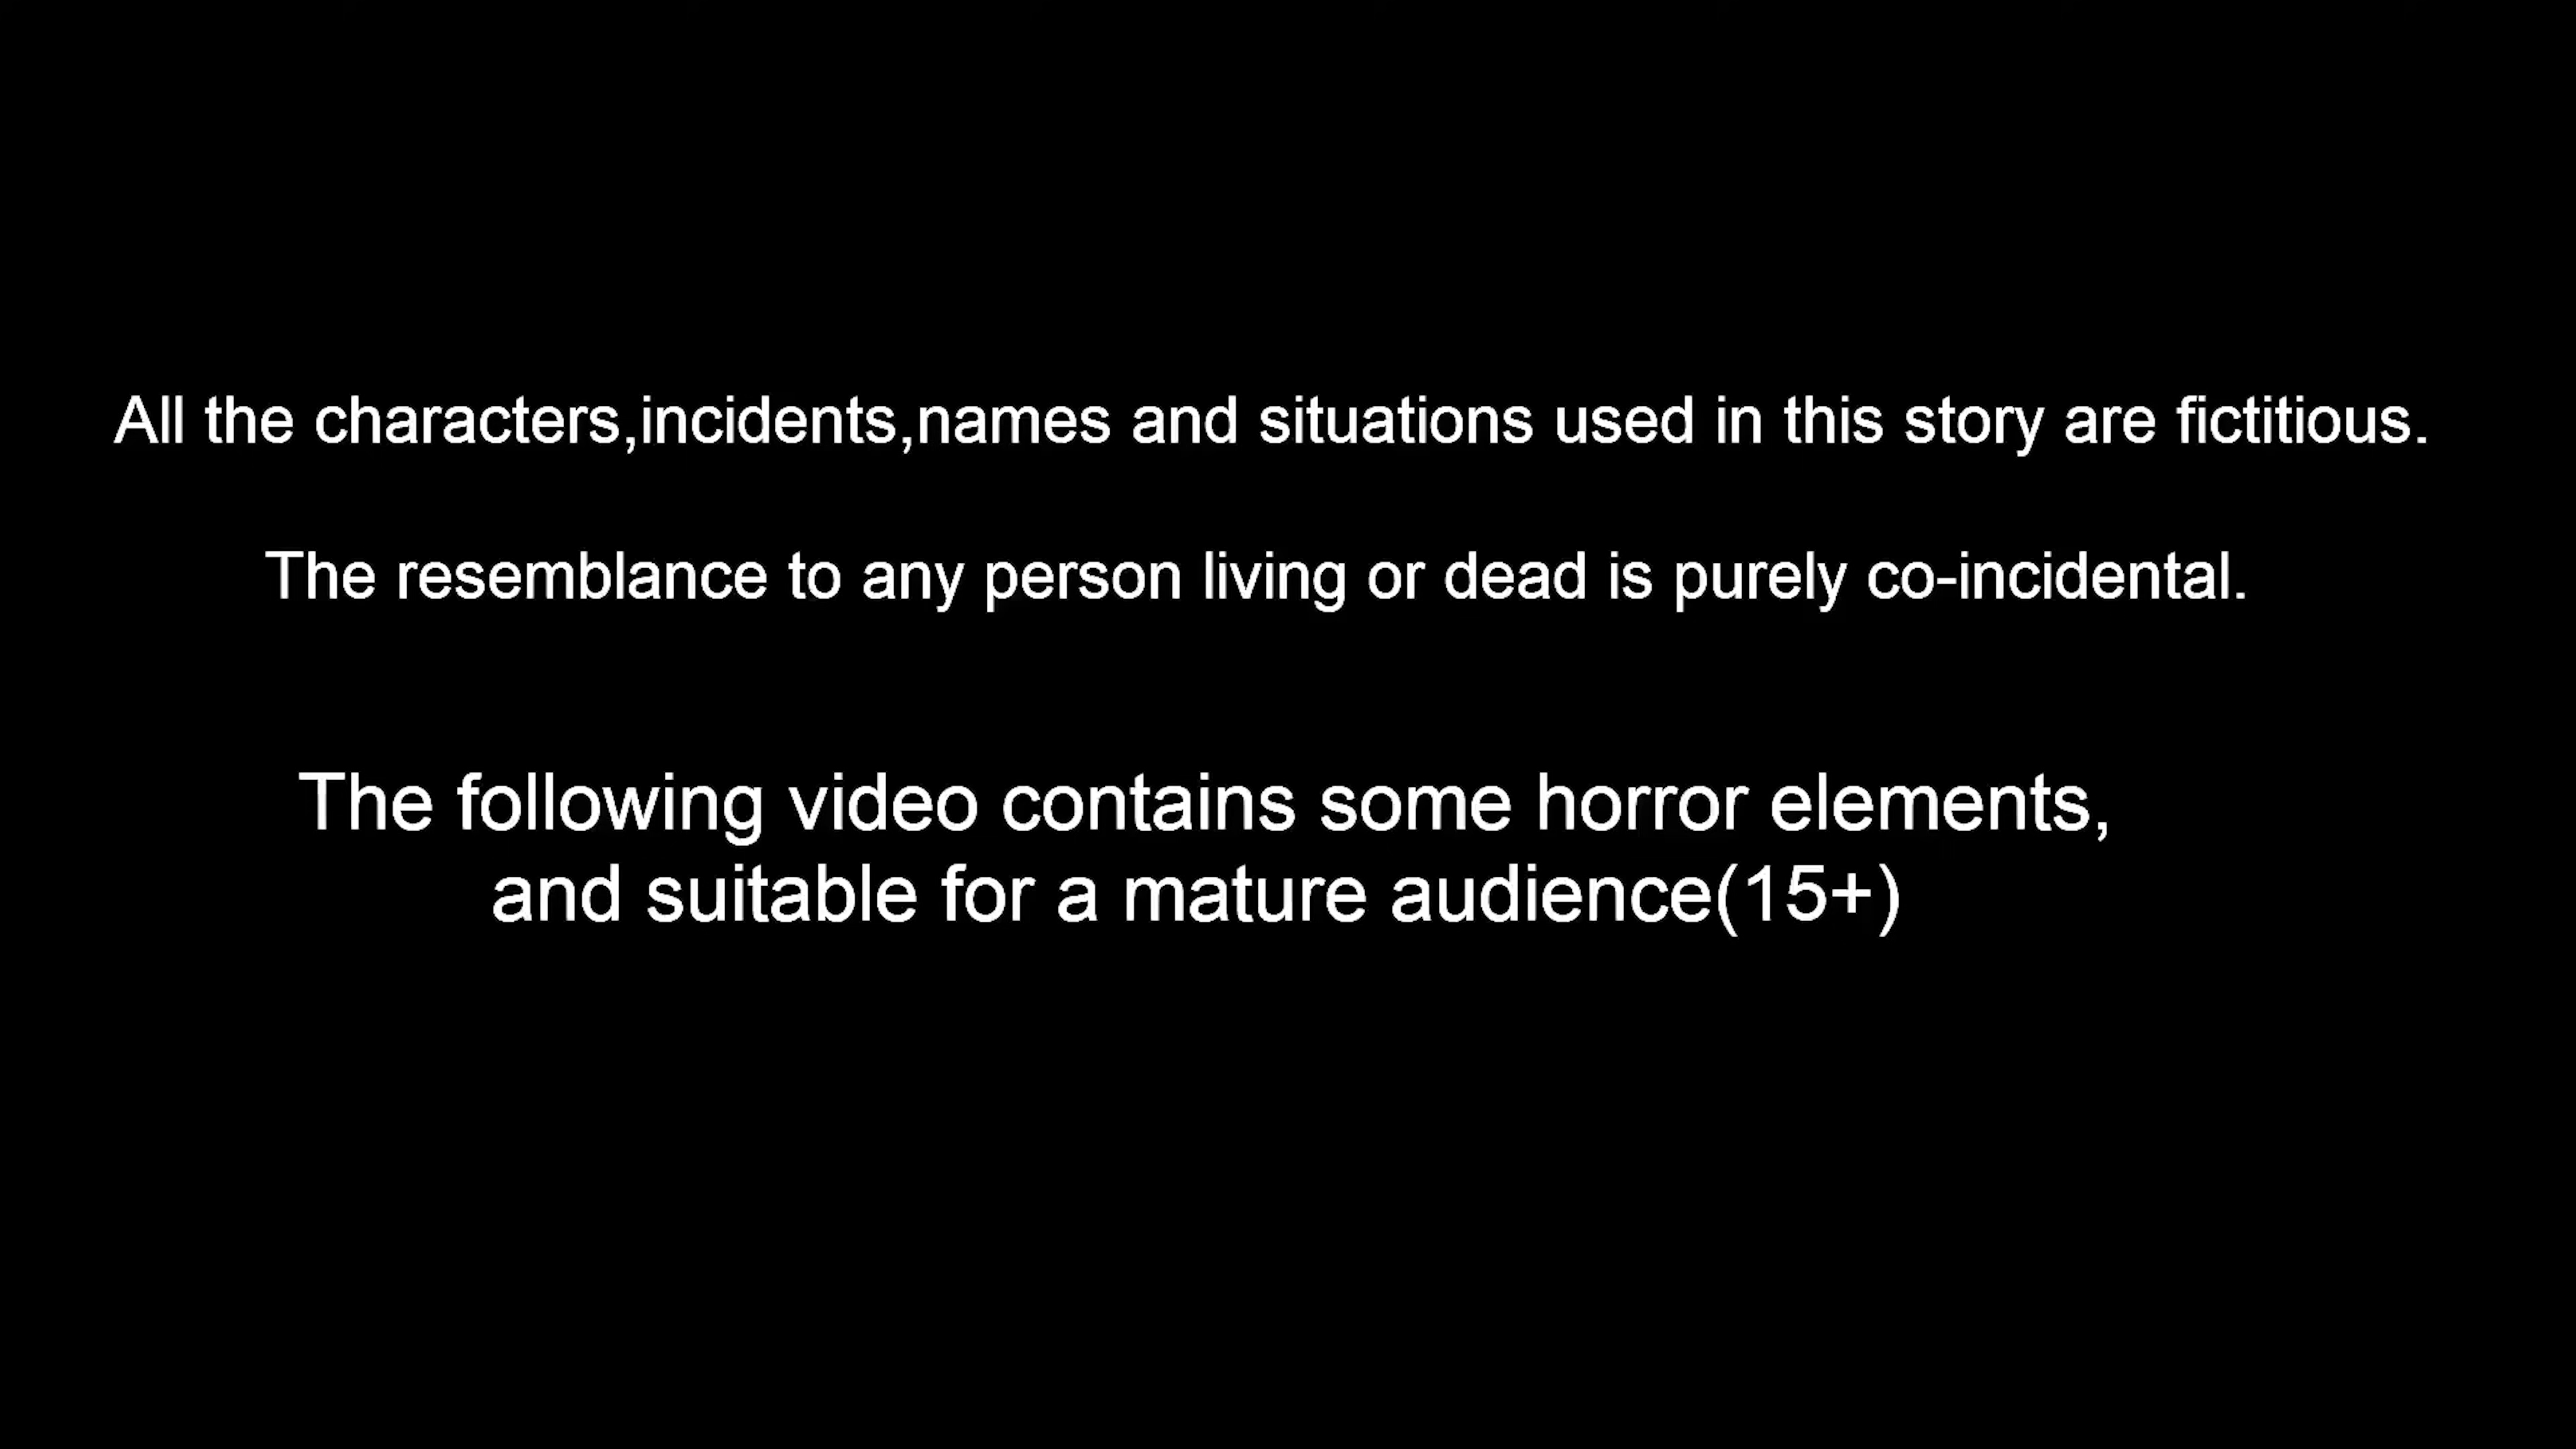 All the characters,incidents,names and situations used in this story are fictitious.
The resemblance to any person living or dead is purely co-incidental.
The following video contains some horror elements,
and suitable for a mature audience(15+)